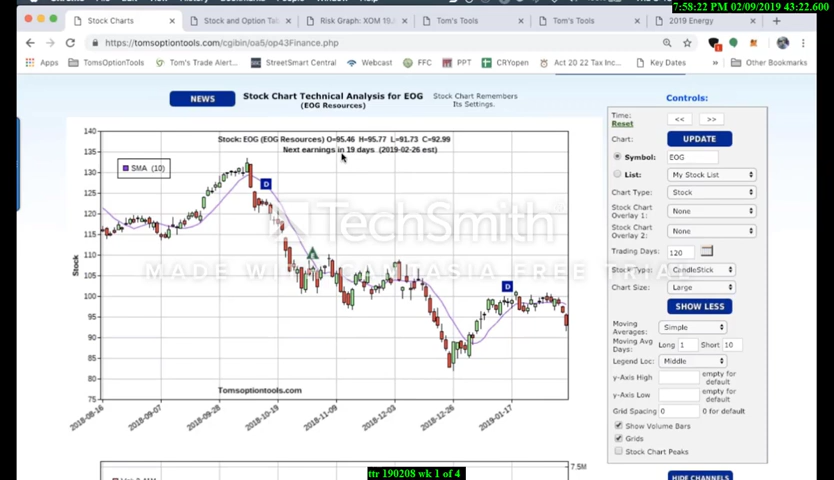 7:58:22 PM 02/09/2019 43:22.600
Stock Charts
Stock and Option Tab
Risk Graph: XOM 19.
Tom's Tools
Tom's Tools
2019 Energy
https://tomsoptiontools.com/cgibin/oa5/op43Finance.php
Apps
TomsOptionTools
Tom's Trade Alert...
StreetSmart Central
Webcast
FFC
PPT
CRYopen
Act 20 22 Tax Inc...
Key Dates
Other Bookmarks
NEWS
Stock Chart Technical Analysis for EOG
(EOG Resources)
Stock Chart Remembers
Its Settings.
Stock: EOG (EOG Resources) O=95.46 H=95.77 L=91.73 C=92.99
Next earnings in 19 days (2019-02-26 est)
SMA (10)
140
135
130
125
120
115
110
105
100
95
90
85
80
75
Stock
D
D
TechSmith
MADE WITH CAMTASIA FREE TRIAL
Tomsoptiontools.com
2018-08-16
2018-09-07
2018-09-28
2018-10-19
2018-11-09
2018-12-03
2018-12-26
2019-01-17
7.5M
Controls:
Time:
Reset
<<
>>
Chart:
UPDATE
Symbol:
EOG
List:
My Stock List
Chart Type:
Stock
Stock Chart
Overlay 1:
None
Stock Chart
Overlay 2:
None
Trading Days:
120
Stock Type:
CandleStick
Chart Size:
Large
SHOW LESS
Moving
Averages:
Simple
Moving Avg
Days:
Long
1
Short
10
Legend Loc:
Middle
y-Axis High
empty for
default
y-Axis Low
empty for
default
Grid Spacing
0
0 for default
Show Volume Bars
Grids
Stock Chart Peaks
HIDE CHANNELS
ttr 190208 wk 1 of 4